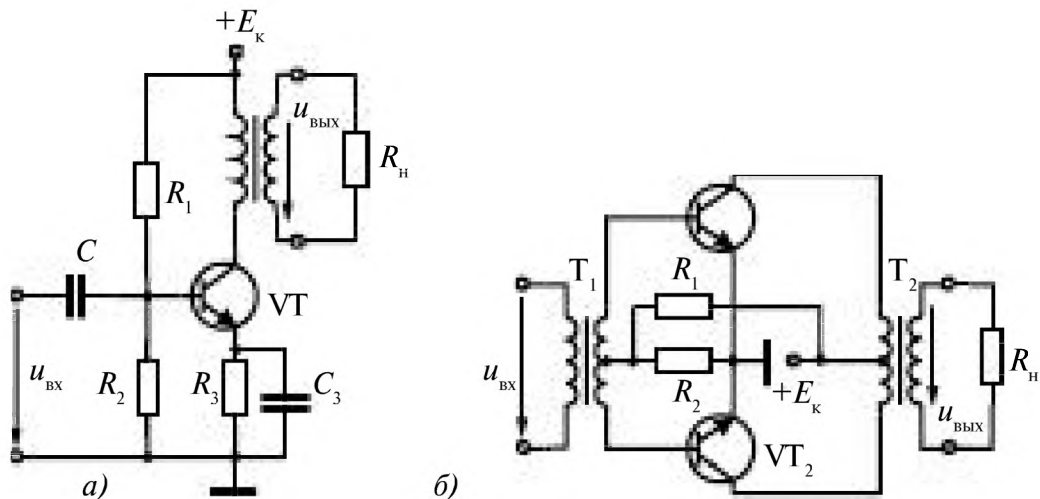 +Eк
uвых
Rн
R1
C
VT
uвх
R2
R3
C3
а)
T1
R1
T2
uвх
R2
+Eк
Rн
uвых
VT2
б)